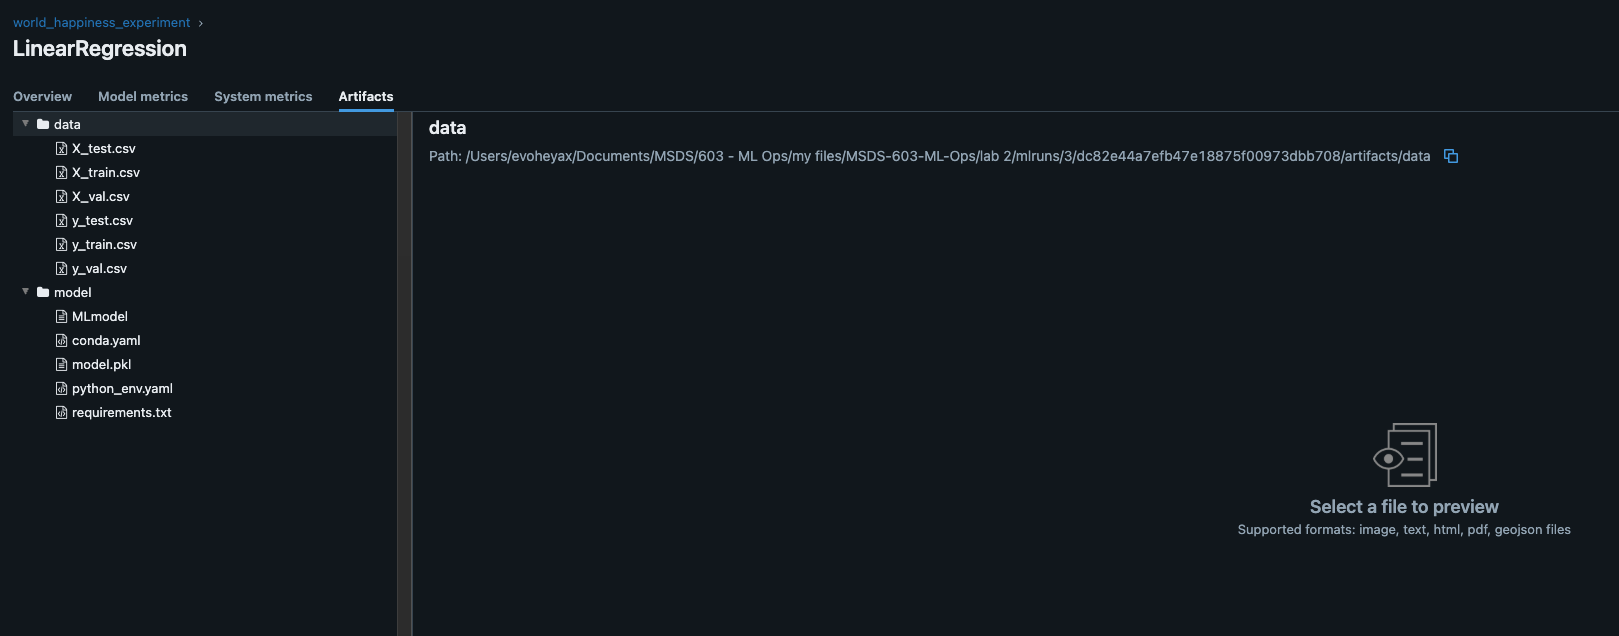 world_happiness_experiment ›
LinearRegression
Overview Model metrics System metrics Artifacts
data
X_test.csv
X_train.csv
X_val.csv
y_test.csv
y_train.csv
y_val.csv
model
MLmodel
conda.yaml
model.pkl
python_env.yaml
requirements.txt
data
Path: /Users/evoheyax/Documents/MSDS/603 - ML Ops/my files/MSDS-603-ML-Ops/lab 2/mlruns/3/dc82e44a7efb47e18875f00973dbb708/artifacts/data
Select a file to preview
Supported formats: image, text, html, pdf, geojson files